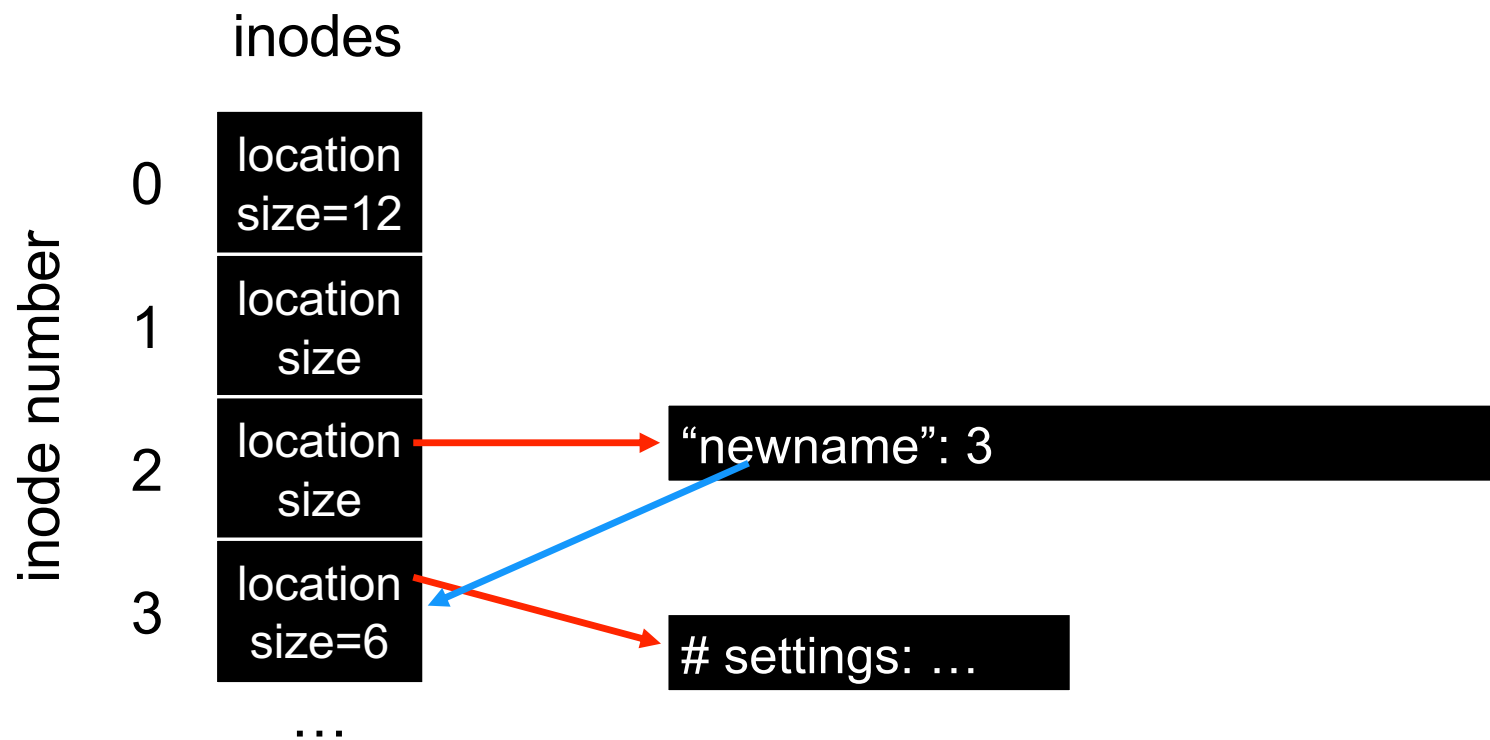 inodes
inode number
0
location
size=12
1
location
size
2
location
size
“newname”: 3
3
location
size=6
# settings: …
…